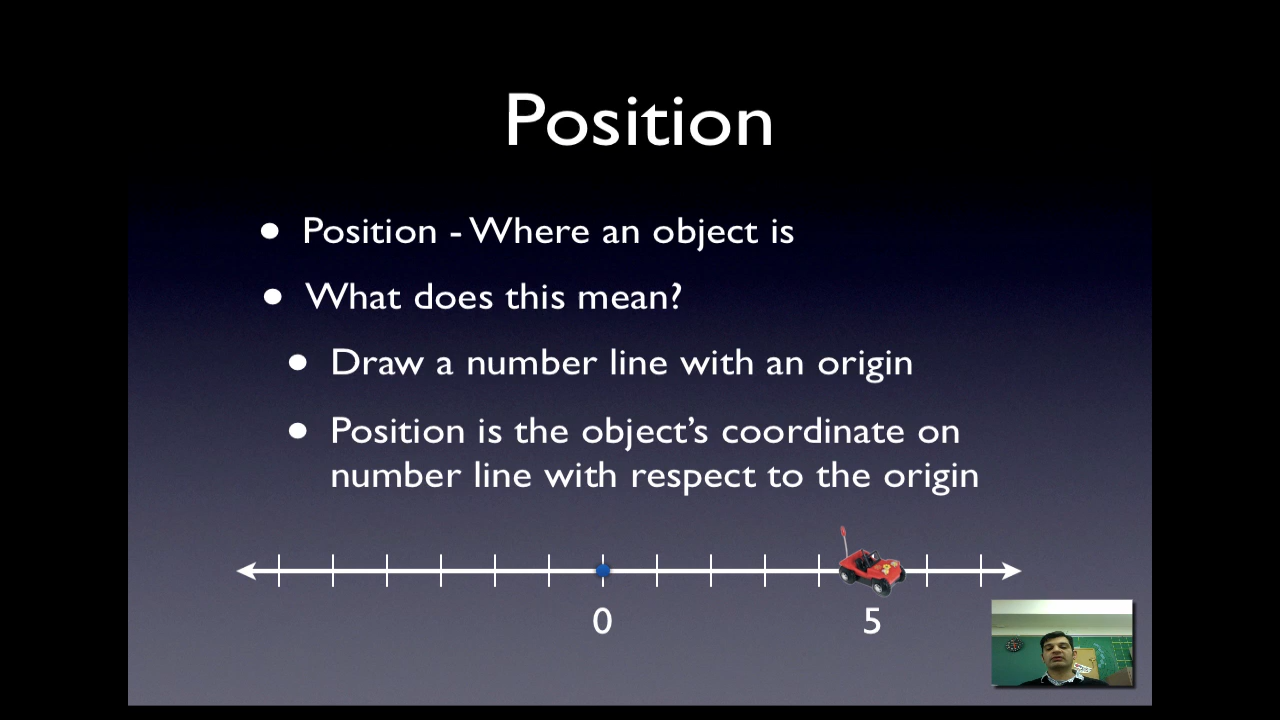 Position
• Position - Where an object is
• What does this mean?
• Draw a number line with an origin
• Position is the object’s coordinate on
number line with respect to the origin
0 5